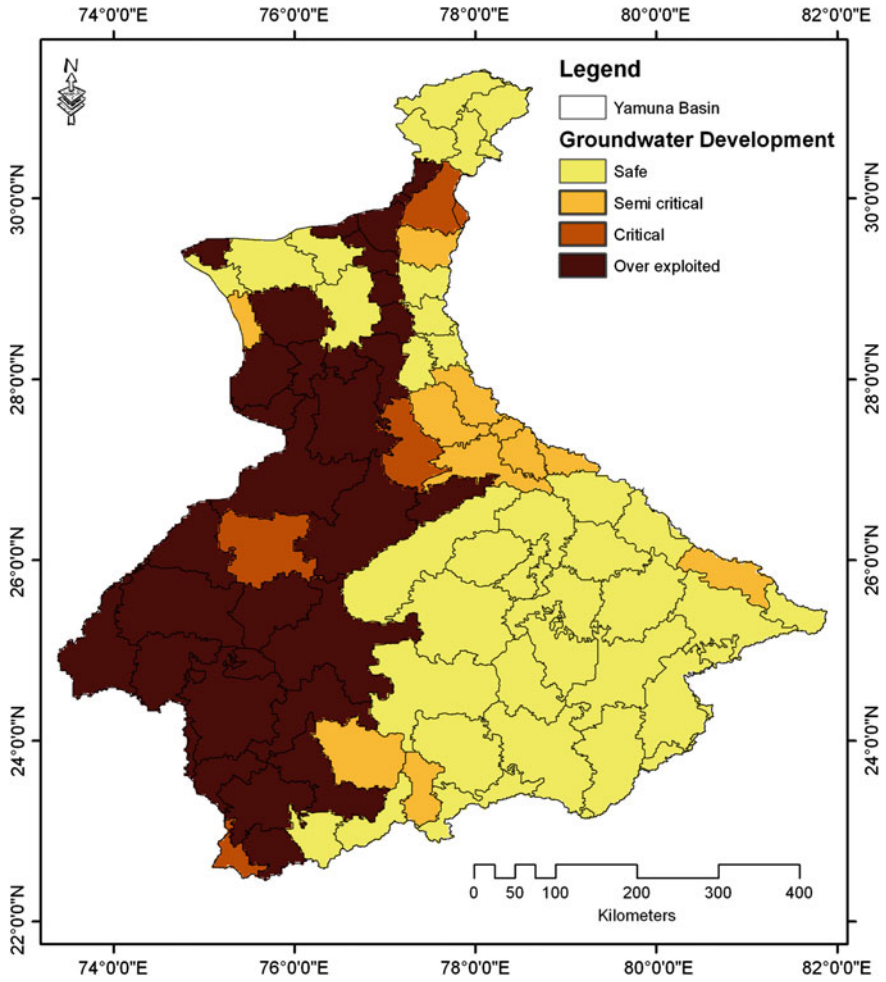 74°0'0"E 76°0'0"E 78°0'0"E 80°0'0"E 82°0'0"E
N
Legend
Yamuna Basin
Groundwater Development
Safe
Semi critical
Critical
Over exploited
30°0'0"N 30°0'0"N
28°0'0"N 28°0'0"N
26°0'0"N 26°0'0"N
24°0'0"N 24°0'0"N
22°0'0"N 22°0'0"N
0 50 100 200 300 400
Kilometers
74°0'0"E 76°0'0"E 78°0'0"E 80°0'0"E 82°0'0"E